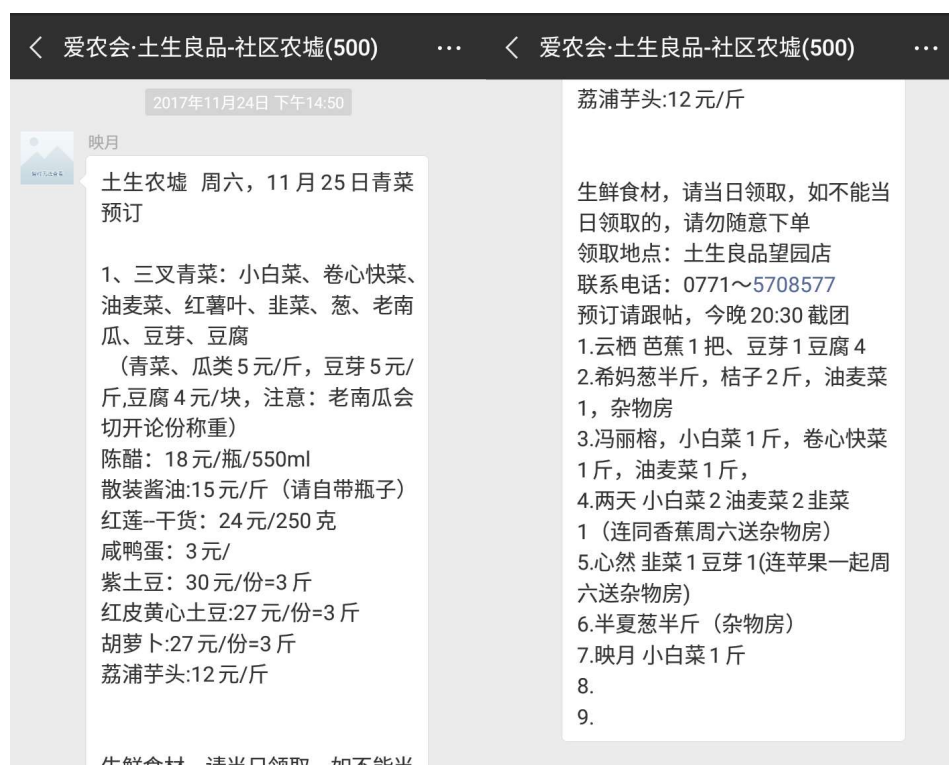 爱农会·土生良品-社区农墟(500)
2017年11月24日 下午14:50
映月
土生农墟 周六，11月25日青菜
预订
1、三叉青菜：小白菜、卷心快菜、
油麦菜、红薯叶、韭菜、葱、老南
瓜、豆芽、豆腐
（青菜、瓜类5元/斤，豆芽5元/
斤,豆腐4元/块，注意：老南瓜会
切开论份称重）
陈醋：18元/瓶/550ml
散装酱油:15元/斤（请自带瓶子）
红莲--干货：24元/250克
咸鸭蛋：3元/
紫土豆：30元/份=3斤
红皮黄心土豆:27元/份=3斤
胡萝卜:27元/份=3斤
荔浦芋头:12元/斤
生鲜食材，请当日领取，如不能当
爱农会·土生良品-社区农墟(500)
荔浦芋头:12元/斤
生鲜食材，请当日领取，如不能当
日领取的，请勿随意下单
领取地点：土生良品望园店
联系电话：0771～5708577
预订请跟帖，今晚20:30截团
1.云栖 芭蕉1把、豆芽1豆腐4
2.希妈葱半斤，桔子2斤，油麦菜
1，杂物房
3.冯丽榕，小白菜1斤，卷心快菜
1斤，油麦菜1斤，
4.两天 小白菜2油麦菜2韭菜
1（连同香蕉周六送杂物房）
5.心然 韭菜1豆芽1(连苹果一起周
六送杂物房)
6.半夏葱半斤（杂物房）
7.映月 小白菜1斤
8.
9.